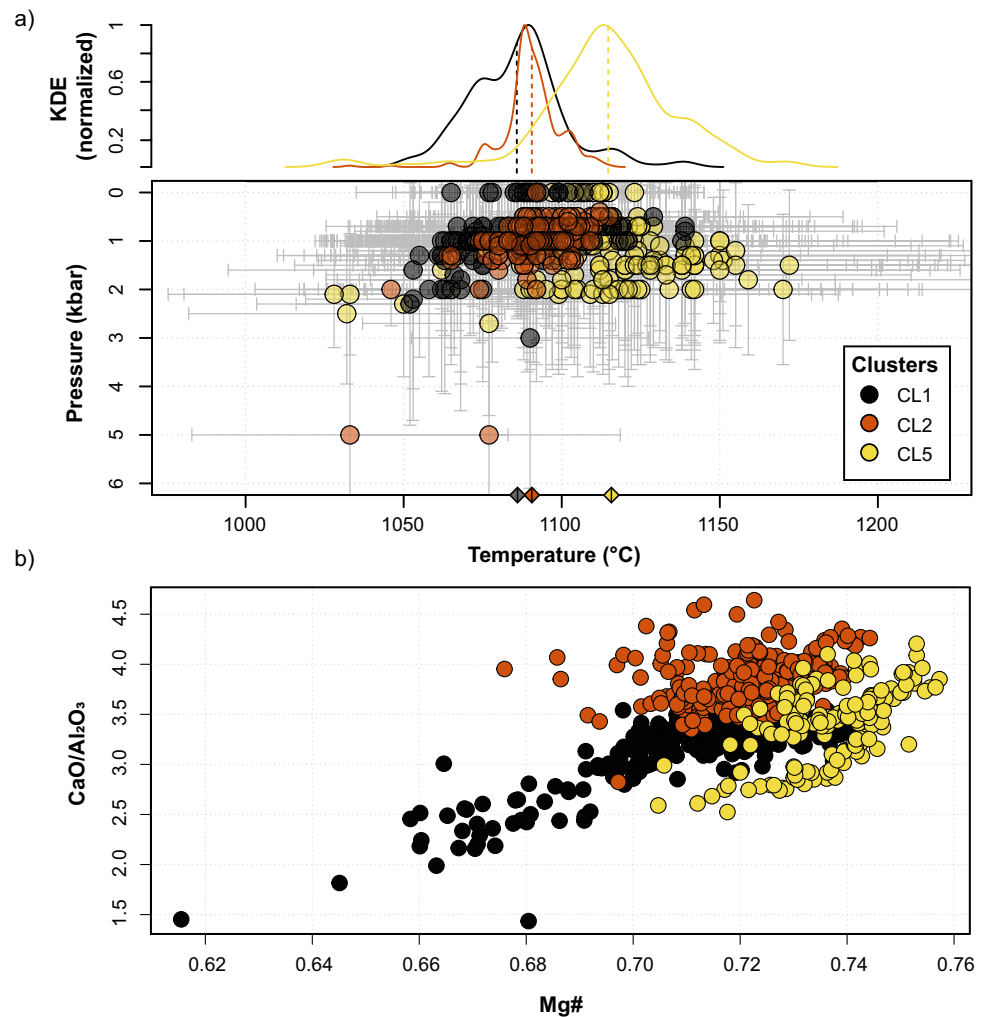 a)
KDE
(normalized)
0.2
0.6
1
Pressure (kbar)
0
1
2
3
4
5
6
Clusters
CL1
CL2
CL5
1000
1050
1100
1150
1200
Temperature (°C)
b)
CaO/Al₂O₃
4.5
4.0
3.5
3.0
2.5
2.0
1.5
0.62
0.64
0.66
0.68
0.70
0.72
0.74
0.76
Mg#